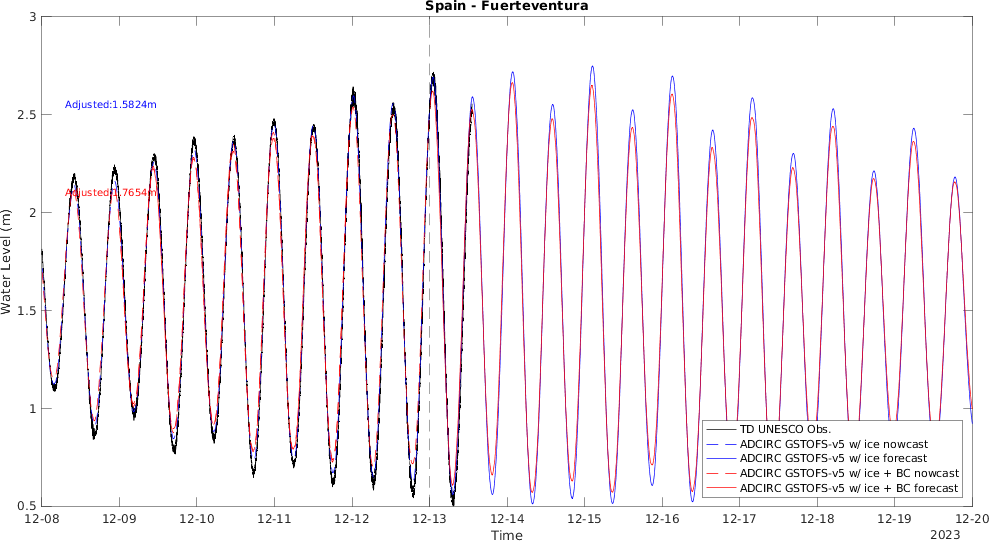 Spain - Fuerteventura
3
2.5
2
1.5
1
0.5
Water Level (m)
Adjusted:1.5824m
Adjusted:1.7654m
TD UNESCO Obs.
ADCIRC GSTOFS-v5 w/ ice nowcast
ADCIRC GSTOFS-v5 w/ ice forecast
ADCIRC GSTOFS-v5 w/ ice + BC nowcast
ADCIRC GSTOFS-v5 w/ ice + BC forecast
12-08 12-09 12-10 12-11 12-12 12-13 12-14 12-15 12-16 12-17 12-18 12-19 12-20
Time
2023